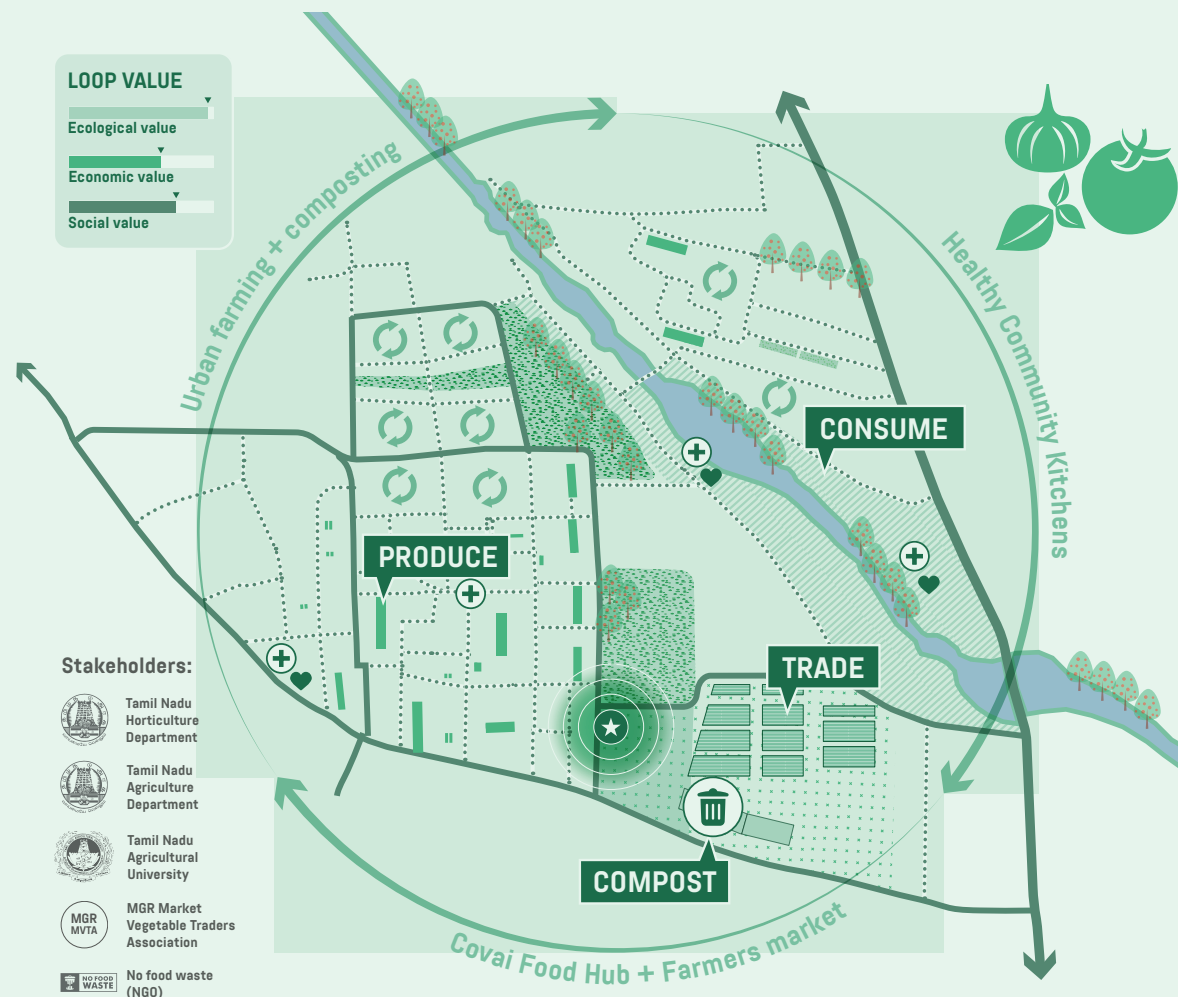 LOOP VALUE
Ecological value
Economic value
Social value
Urban farming + composting
Healthy Community Kitchens
CONSUME
PRODUCE
TRADE
COMPOST
Covai Food Hub + Farmers market
Stakeholders:
Tamil Nadu
Horticulture
Department
Tamil Nadu
Agriculture
Department
Tamil Nadu
Agricultural
University
MGR
MVTA
MGR Market
Vegetable Traders
Association
NO FOOD
WASTE
No food waste
(NGO)